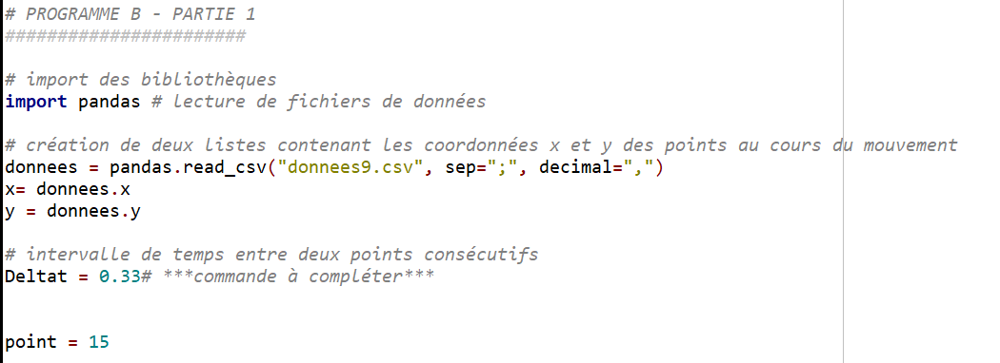 # PROGRAMME B - PARTIE 1
#######################
# import des bibliothèques
import pandas # lecture de fichiers de données
# création de deux listes contenant les coordonnées x et y des points au cours du mouvement
donnees = pandas.read_csv("donnees9.csv", sep=";", decimal=",")
x= donnees.x
y = donnees.y
# intervalle de temps entre deux points consécutifs
Deltat = 0.33# ***commande à compléter***
point = 15